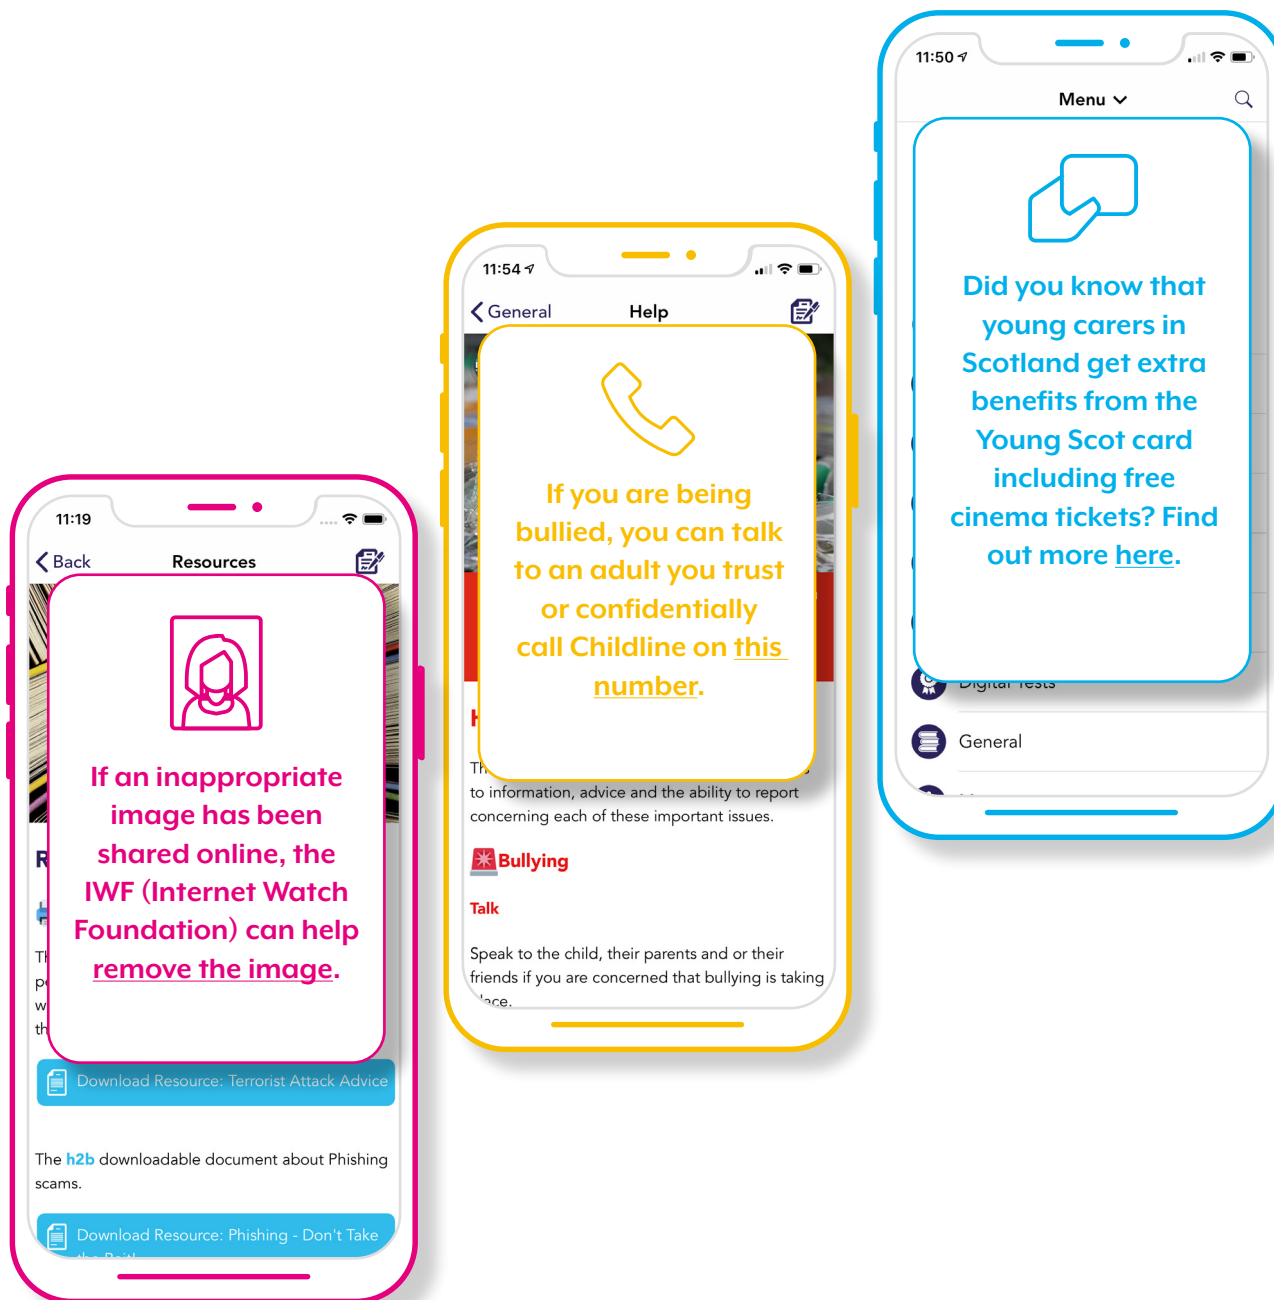 11:19
Back
Resources
If an inappropriate
image has been
shared online, the
IWF (Internet Watch
Foundation) can help
remove the image.
Download Resource: Terrorist Attack Advice
The h2b downloadable document about Phishing
scams.
Download Resource: Phishing - Don't Take
the Bait!
11:54
General
Help
If you are being
bullied, you can talk
to an adult you trust
or confidentially
call Childline on this
number.
to information, advice and the ability to report
concerning each of these important issues.
Bullying
Talk
Speak to the child, their parents and or their
friends if you are concerned that bullying is taking
place.
11:50
Menu
Did you know that
young carers in
Scotland get extra
benefits from the
Young Scot card
including free
cinema tickets? Find
out more here.
Digital Tests
General